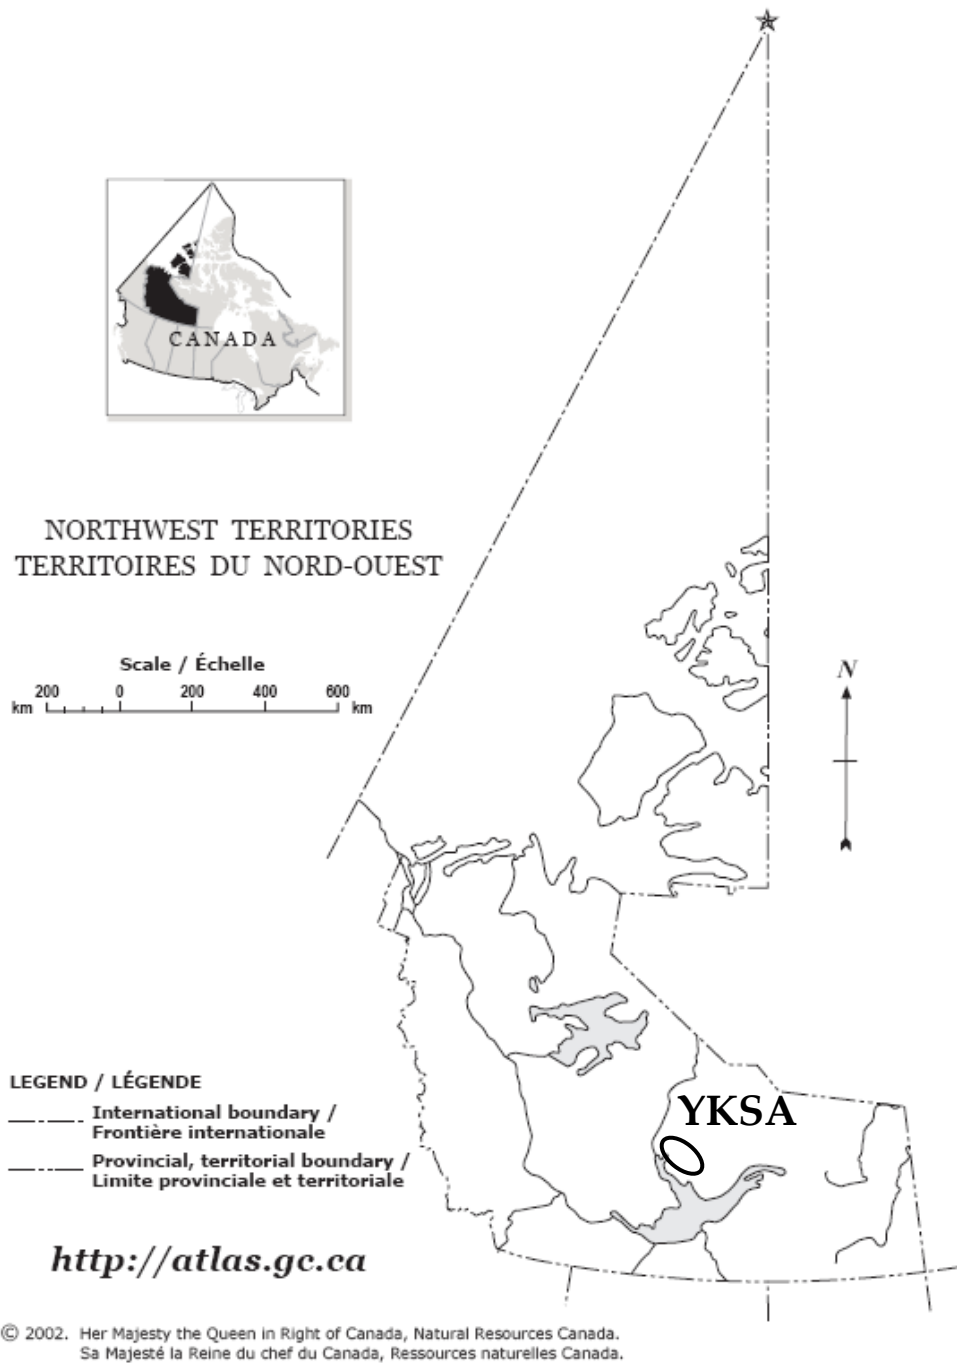 CANADA
NORTHWEST TERRITORIES
TERRITOIRES DU NORD-OUEST
Scale / Échelle
200 0 200 400 600
km km
N
LEGEND / LÉGENDE
International boundary /
Frontière internationale
Provincial, territorial boundary /
Limite provinciale et territoriale
YKSA
http://atlas.gc.ca
© 2002. Her Majesty the Queen in Right of Canada, Natural Resources Canada.
Sa Majesté la Reine du chef du Canada, Ressources naturelles Canada.